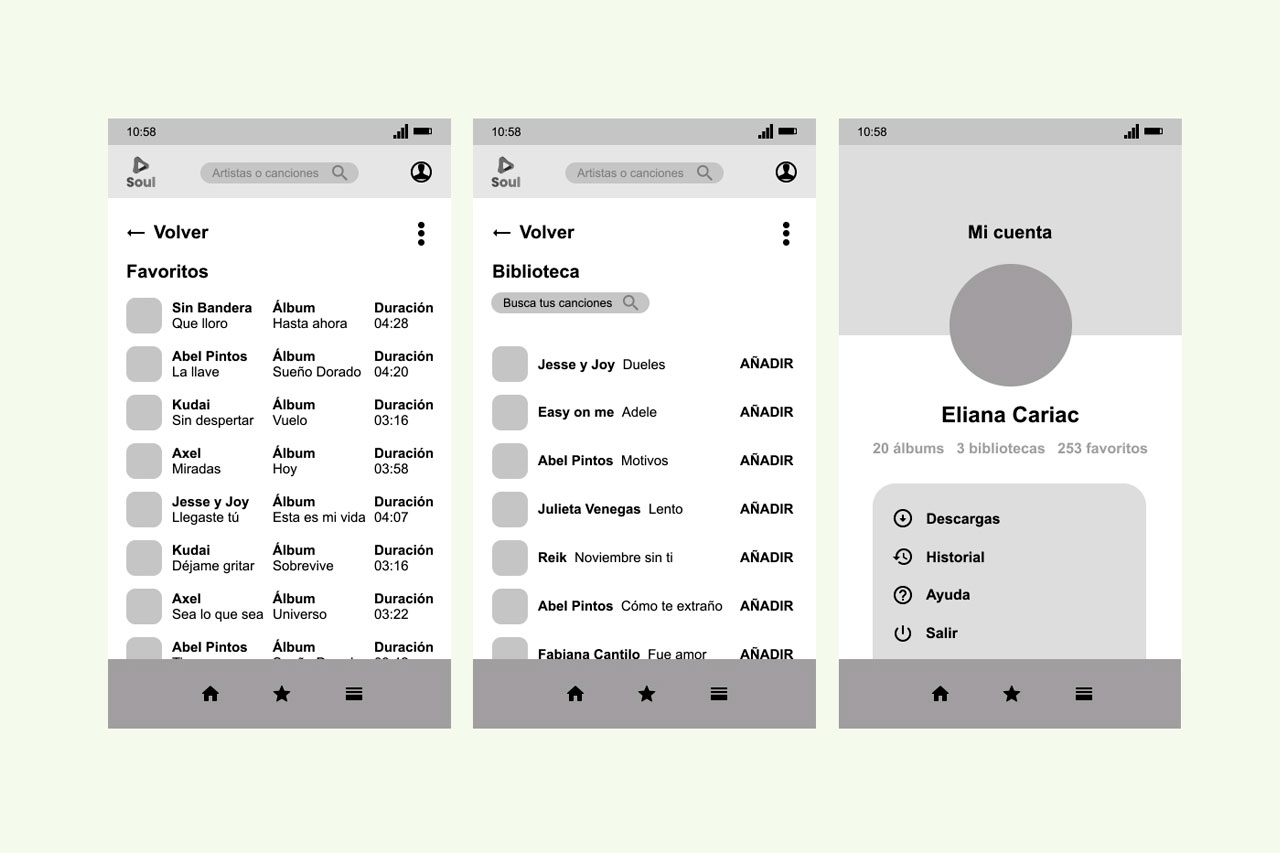 10:58
Soul
Artistas o canciones
← Volver
Favoritos
Sin Bandera Álbum Duración
Que lloro Hasta ahora 04:28
Abel Pintos Álbum Duración
La llave Sueño Dorado 04:20
Kudai Álbum Duración
Sin despertar Vuelo 03:16
Axel Álbum Duración
Miradas Hoy 03:58
Jesse y Joy Álbum Duración
Llegaste tú Esta es mi vida 04:07
Kudai Álbum Duración
Déjame gritar Sobrevive 03:16
Axel Álbum Duración
Sea lo que sea Universo 03:22
Abel Pintos Álbum Duración
10:58
Soul
Artistas o canciones
← Volver
Biblioteca
Busca tus canciones
Jesse y Joy Dueles AÑADIR
Easy on me Adele AÑADIR
Abel Pintos Motivos AÑADIR
Julieta Venegas Lento AÑADIR
Reik Noviembre sin ti AÑADIR
Abel Pintos Cómo te extraño AÑADIR
Fabiana Cantilo Fue amor AÑADIR
10:58
Mi cuenta
Eliana Cariac
20 álbums 3 bibliotecas 253 favoritos
Descargas
Historial
Ayuda
Salir